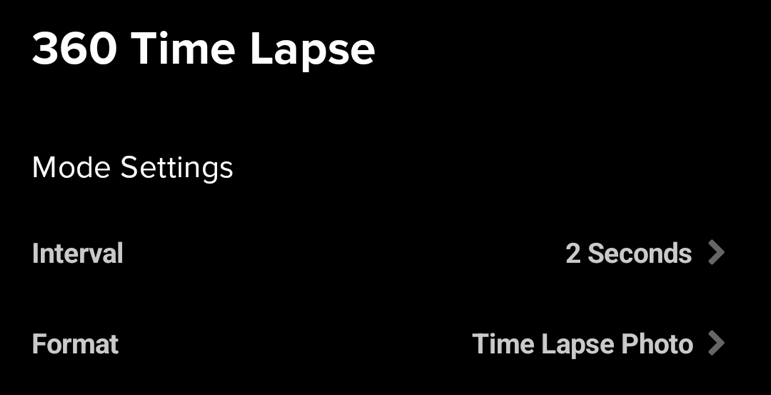 360 Time Lapse
Mode Settings
Interval 2 Seconds
Format Time Lapse Photo